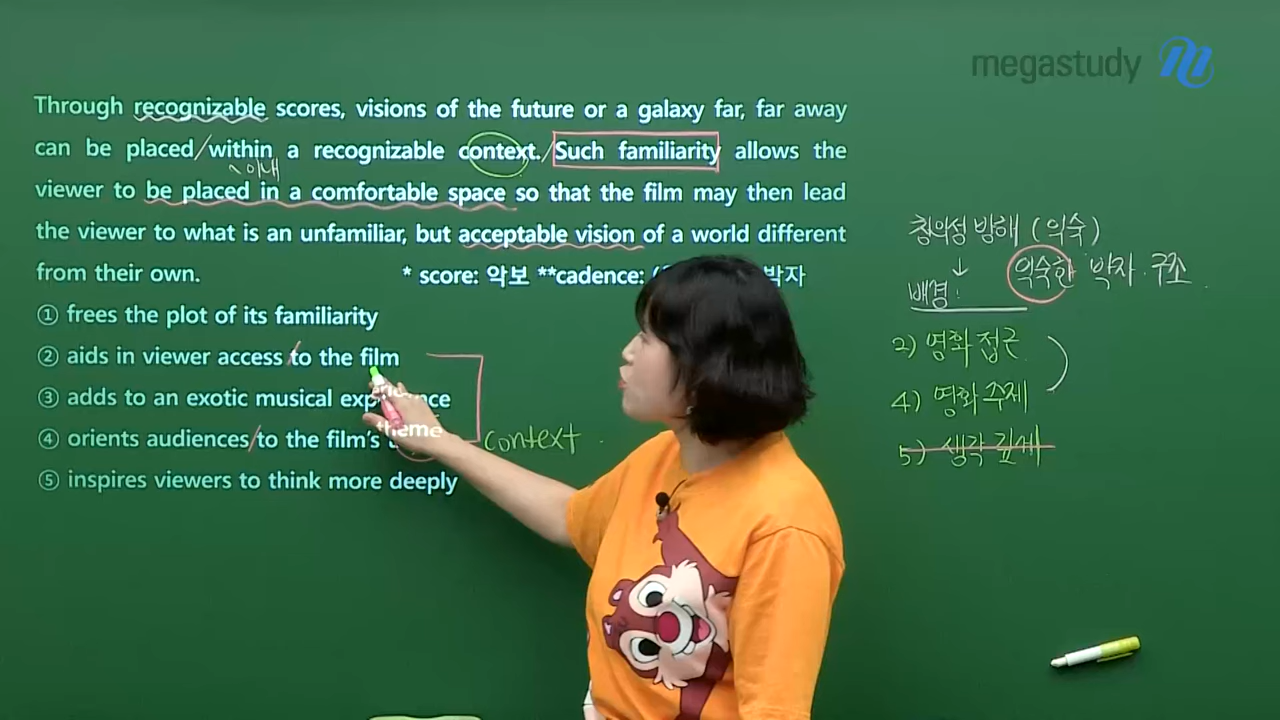 megastudy
Through recognizable scores, visions of the future or a galaxy far, far away
can be placed / within a recognizable context. / Such familiarity allows the
이내
viewer to be placed in a comfortable space so that the film may then lead
the viewer to what is an unfamiliar, but acceptable vision of a world different
from their own. * score: 악보 **cadence: ( 박자
① frees the plot of its familiarity
② aids in viewer access / to the film
③ adds to an exotic musical experience
④ orients audiences / to the film's theme
⑤ inspires viewers to think more deeply
context
창의성 방해 (익숙)
↓ 익숙한 박자·구조
배경:
2) 영화 접근
4) 영화 주제
5) 생각 깊게